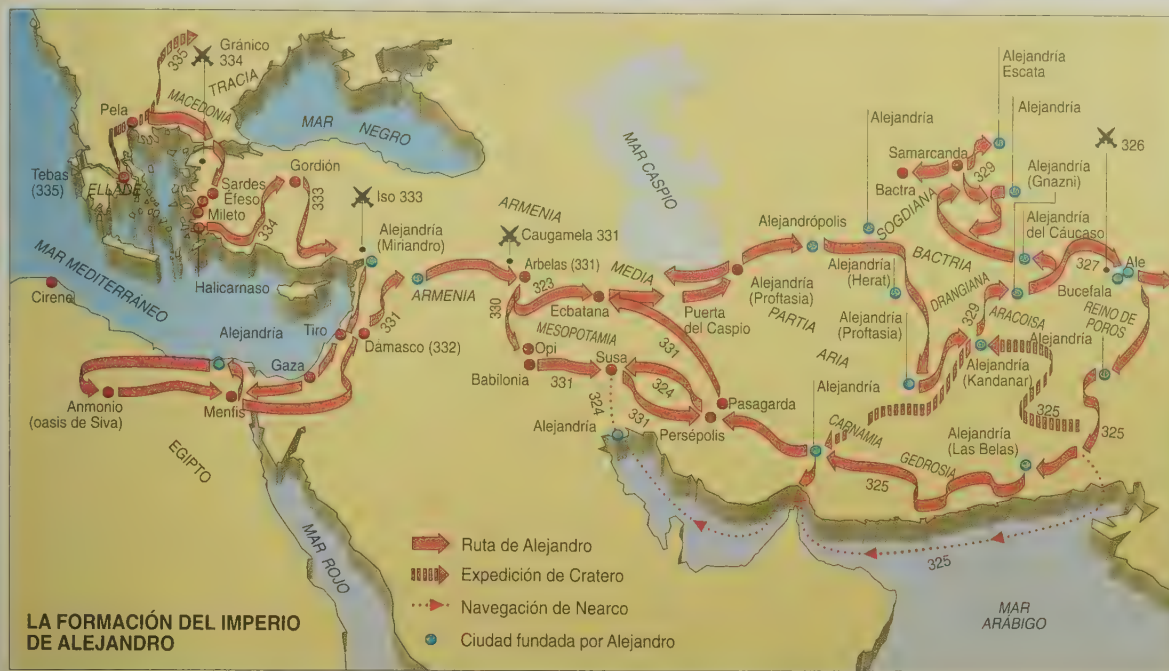 335
Gránico
334
TRACIA
MACEDONIA
Pela
Tebas
(335)
ELLADE
Sardes
Éfeso
Mileto
Gordión
334
333
MAR NEGRO
Iso 333
Alejandría
(Miriandro)
Halicarnaso
MAR MEDITERRÁNEO
Cirene
Alejandría
Tiro
Gaza
Damasco (332)
331
Anmonio
(oasis de Siva)
Menfis
EGIPTO
MAR ROJO
ARMENIA
ARMENIA
Caugamela 331
Arbelas (331)
323
330
MEDIA
Ecbatana
MESOPOTAMIA
Opi
Babilonia
331
Susa
324
331
324
331
Alejandría
Persépolis
Pasagarda
MAR CASPIO
Puerta
del Caspio
Alejandría
(Proftasia)
PARTIA
Alejandrópolis
Alejandría
Alejandría
Escata
Alejandría
326
Samarcanda
329
Bactra
SOGDIANA
Alejandría
(Gnazni)
Alejandría
del Cáucaso
BACTRIA
327
Ale
Bucefala
REINO DE
POROS
Alejandría
(Herat)
DRANGIANA
329
ARACOISA
Alejandría
Alejandría
(Proftasia)
ARIA
Alejandría
(Kandanar)
Alejandría
325
325
CARNAMIA
Alejandría
(Las Belas)
GEDROSIA
325
325
MAR
ARÁBIGO
Ruta de Alejandro
Expedición de Cratero
Navegación de Nearco
Ciudad fundada por Alejandro
LA FORMACIÓN DEL IMPERIO
DE ALEJANDRO